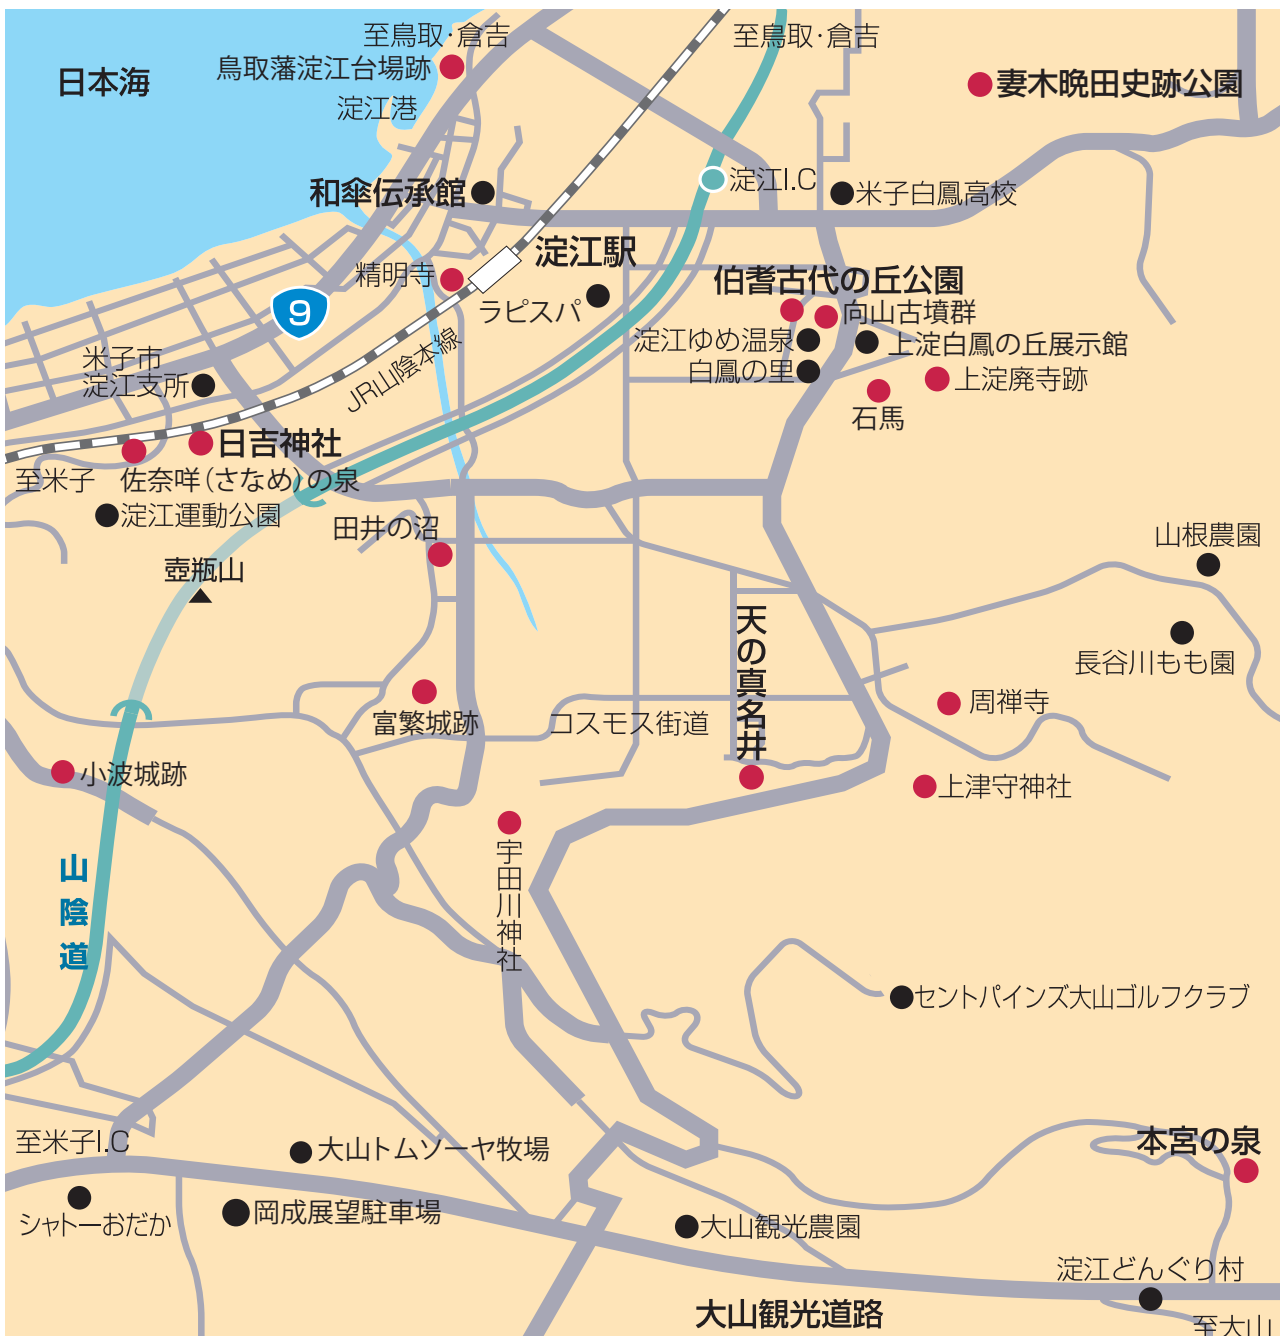 至鳥取・倉吉
至鳥取・倉吉
鳥取藩淀江台場跡
日本海
妻木晩田史跡公園
淀江港
淀江I.C
和傘伝承館
米子白鳳高校
淀江駅
精明寺
伯耆古代の丘公園
ラピスパ
9
向山古墳群
淀江ゆめ温泉
上淀白鳳の丘展示館
米子市
淀江支所
JR山陰本線
白鳳の里
上淀廃寺跡
石馬
日吉神社
至米子
佐奈咩(さなめ)の泉
淀江運動公園
田井の沼
山根農園
壺瓶山
天の真名井
長谷川もも園
富繁城跡
コスモス街道
周禅寺
小波城跡
上津守神社
宇田川神社
山陰道
セントパインズ大山ゴルフクラブ
至米子I.C
大山トムソーヤ牧場
本宮の泉
シャトーおだか
岡成展望駐車場
大山観光農園
淀江どんぐり村
大山観光道路
至大山